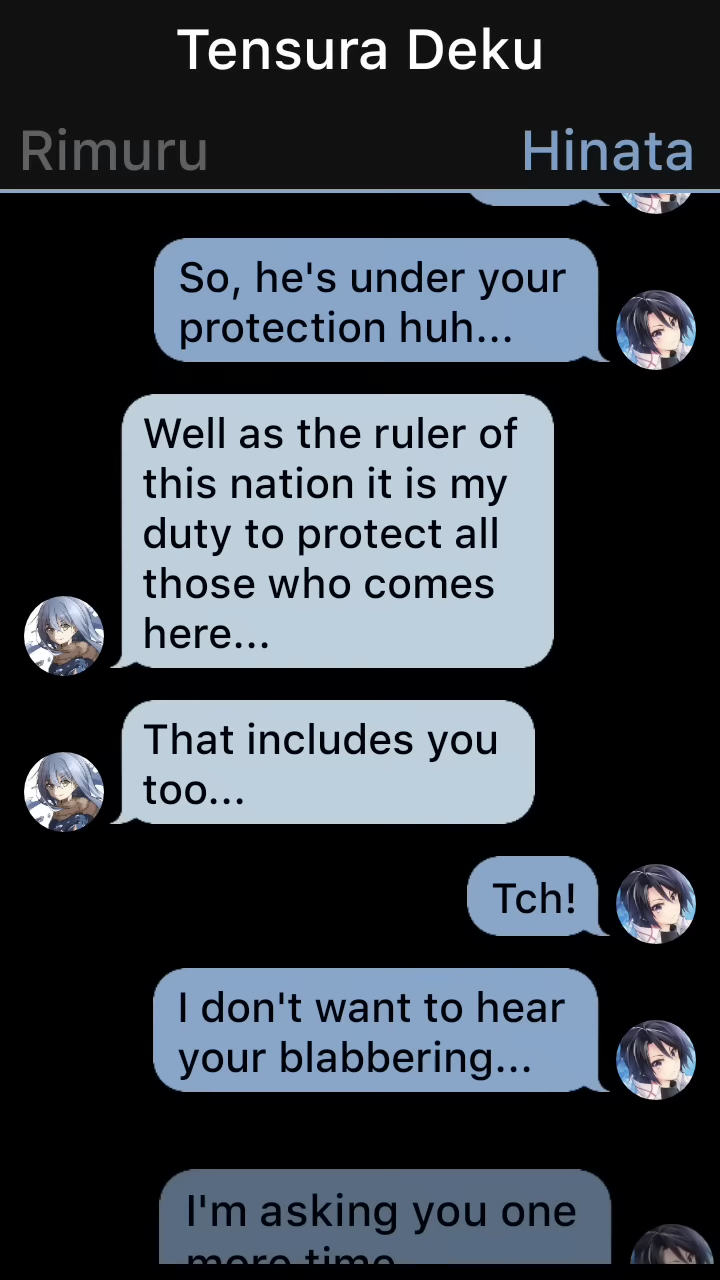 Tensura Deku
Rimuru
Hinata
So, he's under your
protection huh...
Well as the ruler of
this nation it is my
duty to protect all
those who comes
here...
That includes you
too...
Tch!
I don't want to hear
your blabbering...
I'm asking you one
more time